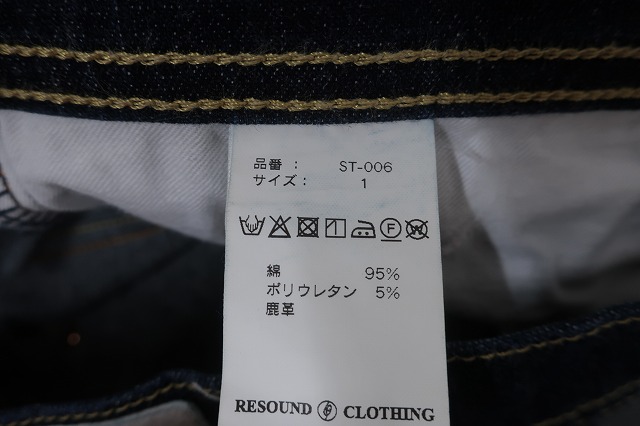 品番 : ST-006
サイズ: 1
綿 95%
ポリウレタン 5%
鹿革
RESOUND CLOTHING